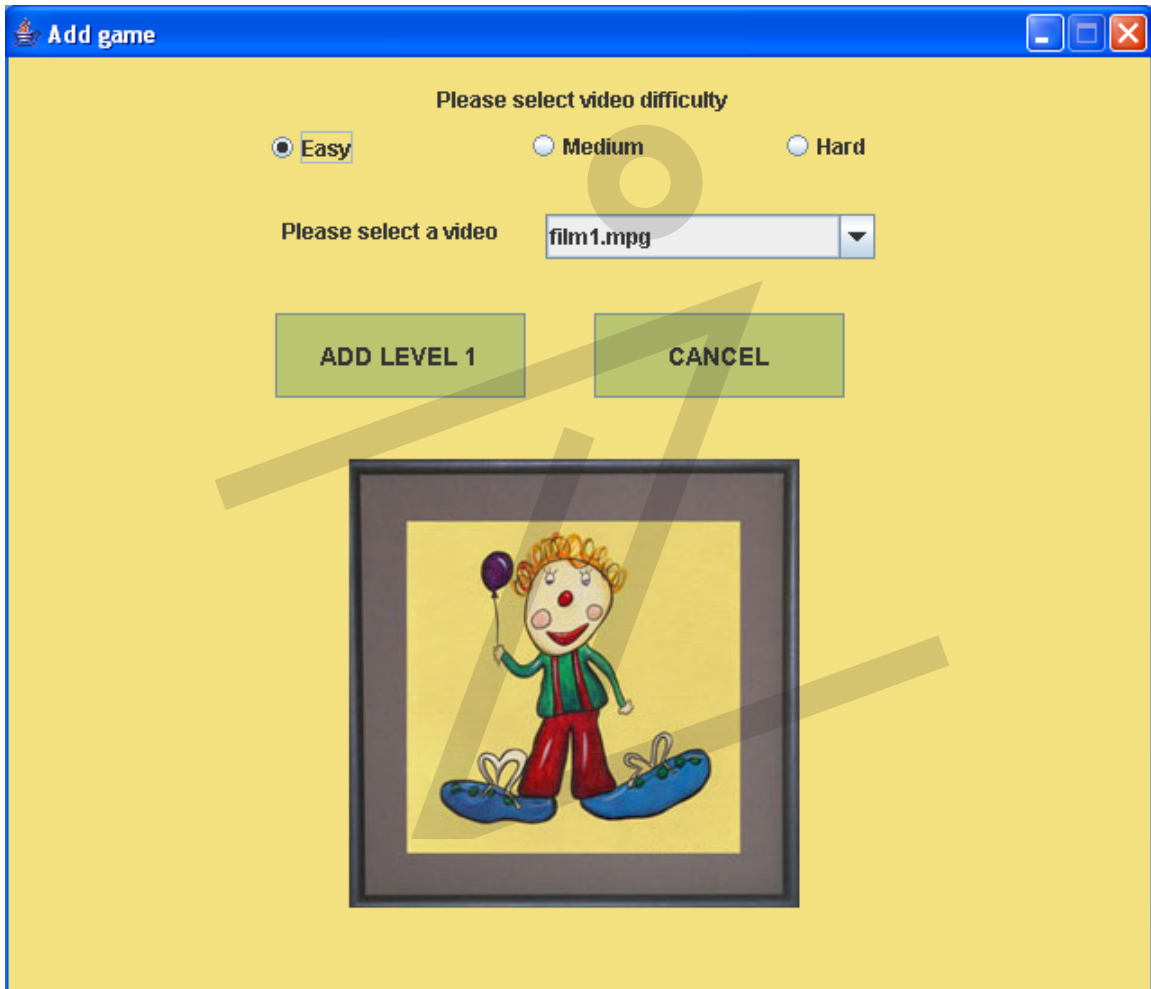 Add game
Please select video difficulty
Easy Medium Hard
Please select a video film1.mpg
ADD LEVEL 1 CANCEL